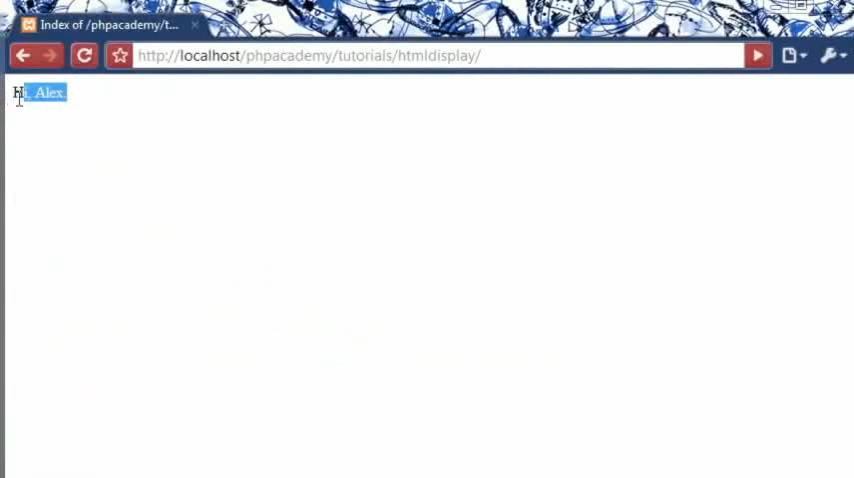 Index of /phpacademy/t...
http://localhost/phpacademy/tutorials/htmldisplay/
Hi, Alex.